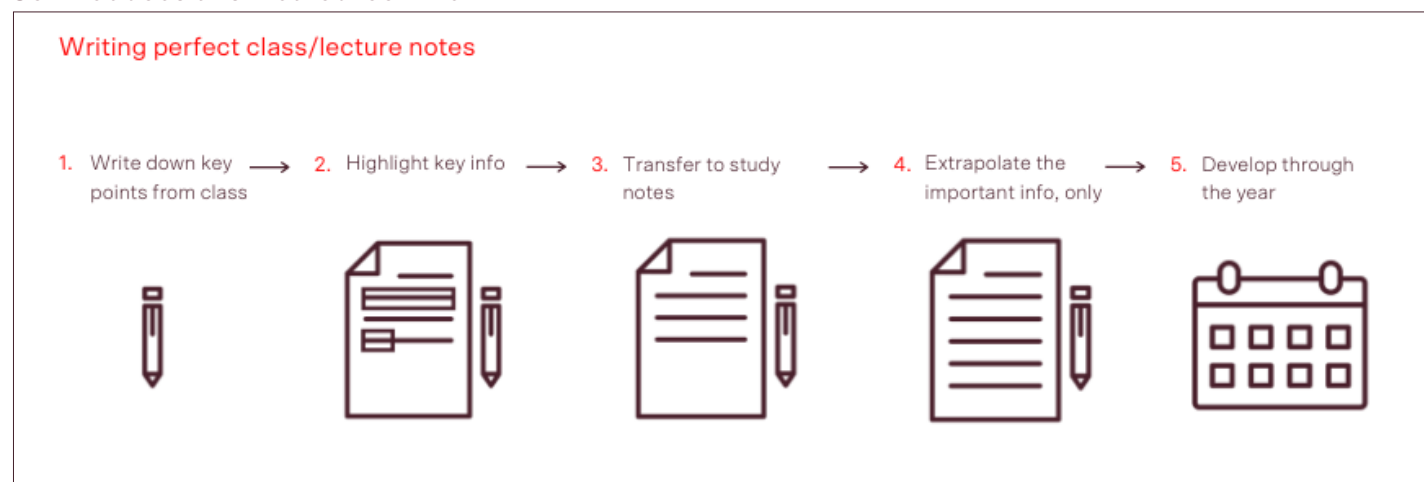 Writing perfect class/lecture notes
1. Write down key
points from class
2. Highlight key info
3. Transfer to study
notes
4. Extrapolate the
important info, only
5. Develop through
the year